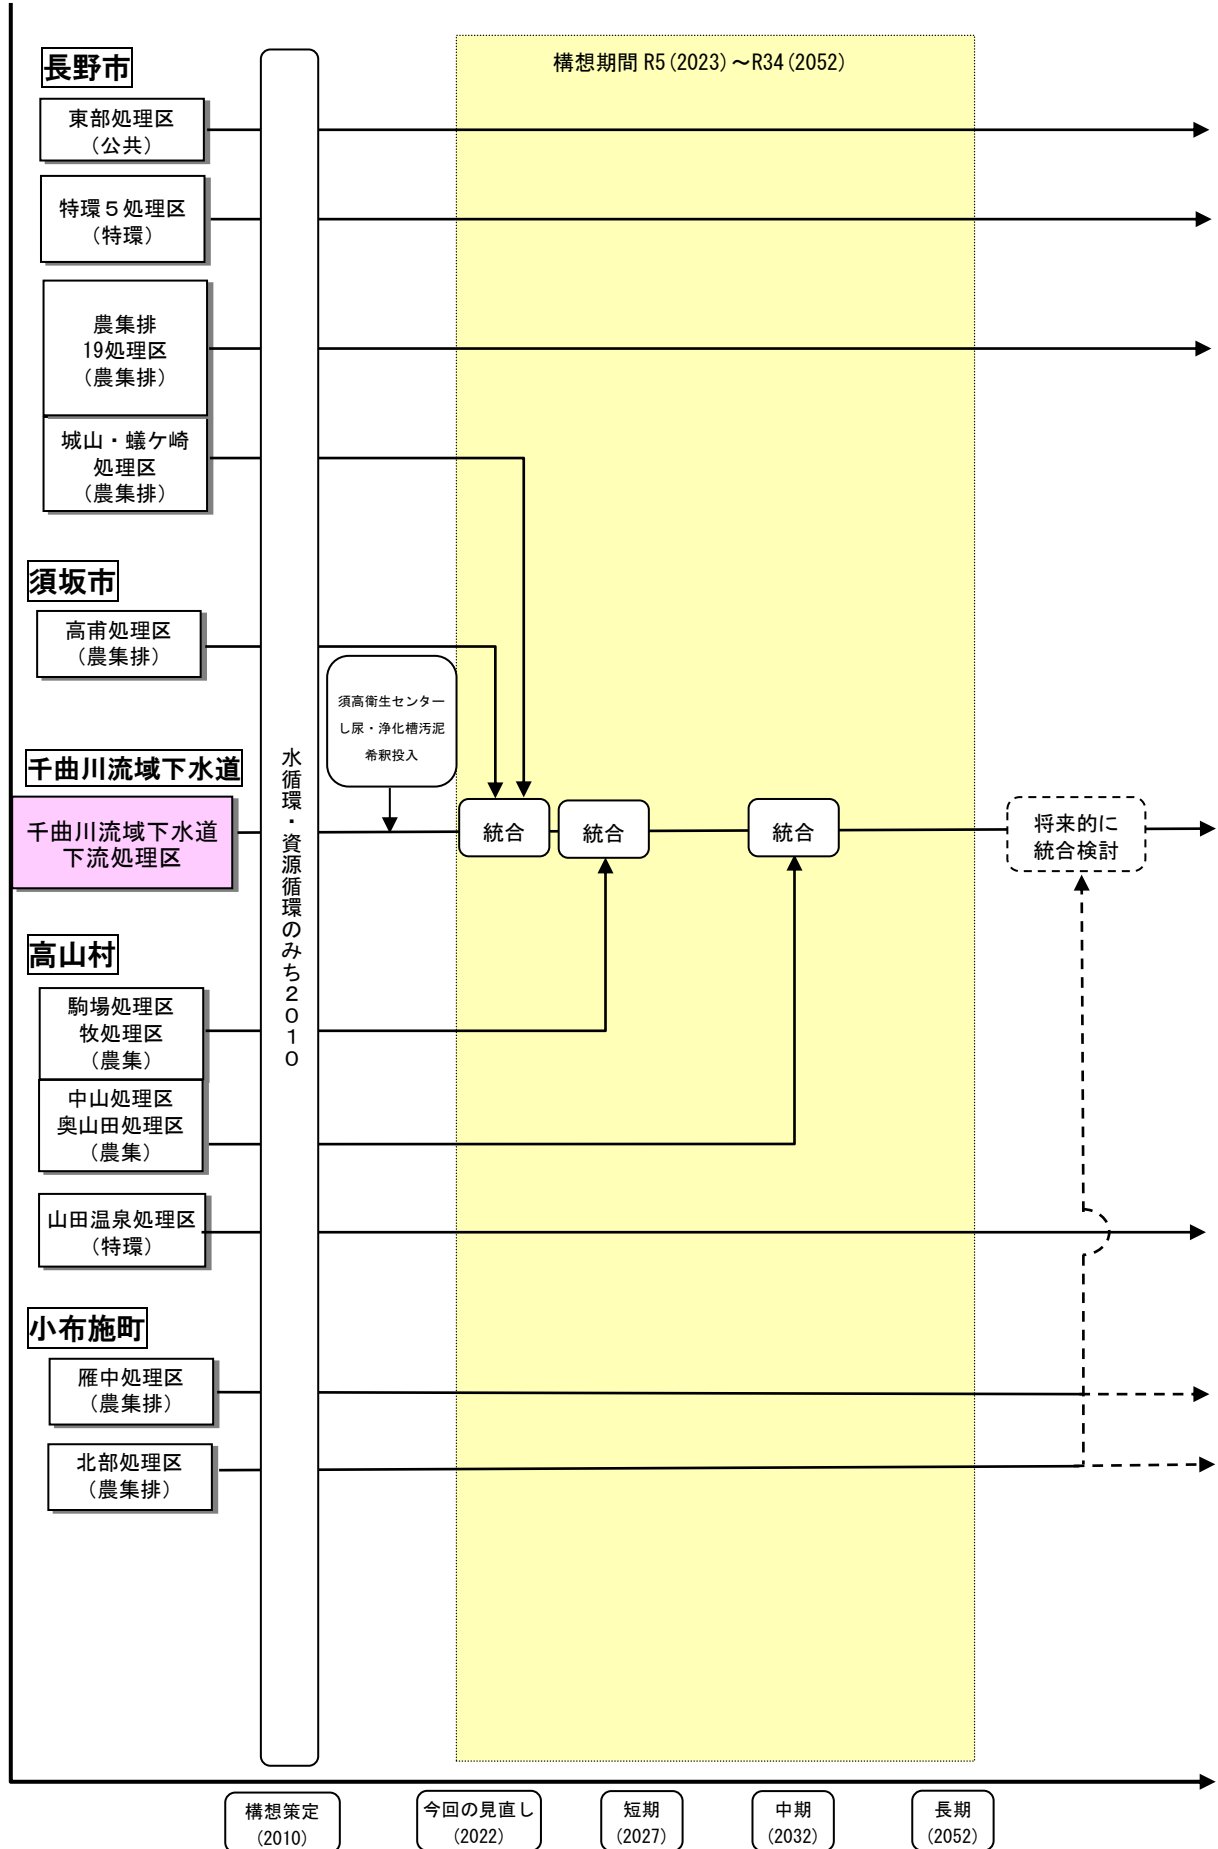 構想期間 R5(2023)～R34(2052)
長野市
東部処理区
(公共)
特環５処理区
(特環)
農集排
19処理区
(農集排)
城山・蟻ケ崎
処理区
(農集排)
須坂市
高甫処理区
(農集排)
須高衛生センター
し尿・浄化槽汚泥
希釈投入
水循環・資源循環のみち２０１０
千曲川流域下水道
千曲川流域下水道
下流処理区
統合
統合
統合
将来的に
統合検討
高山村
駒場処理区
牧処理区
(農集)
中山処理区
奥山田処理区
(農集)
山田温泉処理区
(特環)
小布施町
雁中処理区
(農集排)
北部処理区
(農集排)
構想策定
(2010)
今回の見直し
(2022)
短期
(2027)
中期
(2032)
長期
(2052)